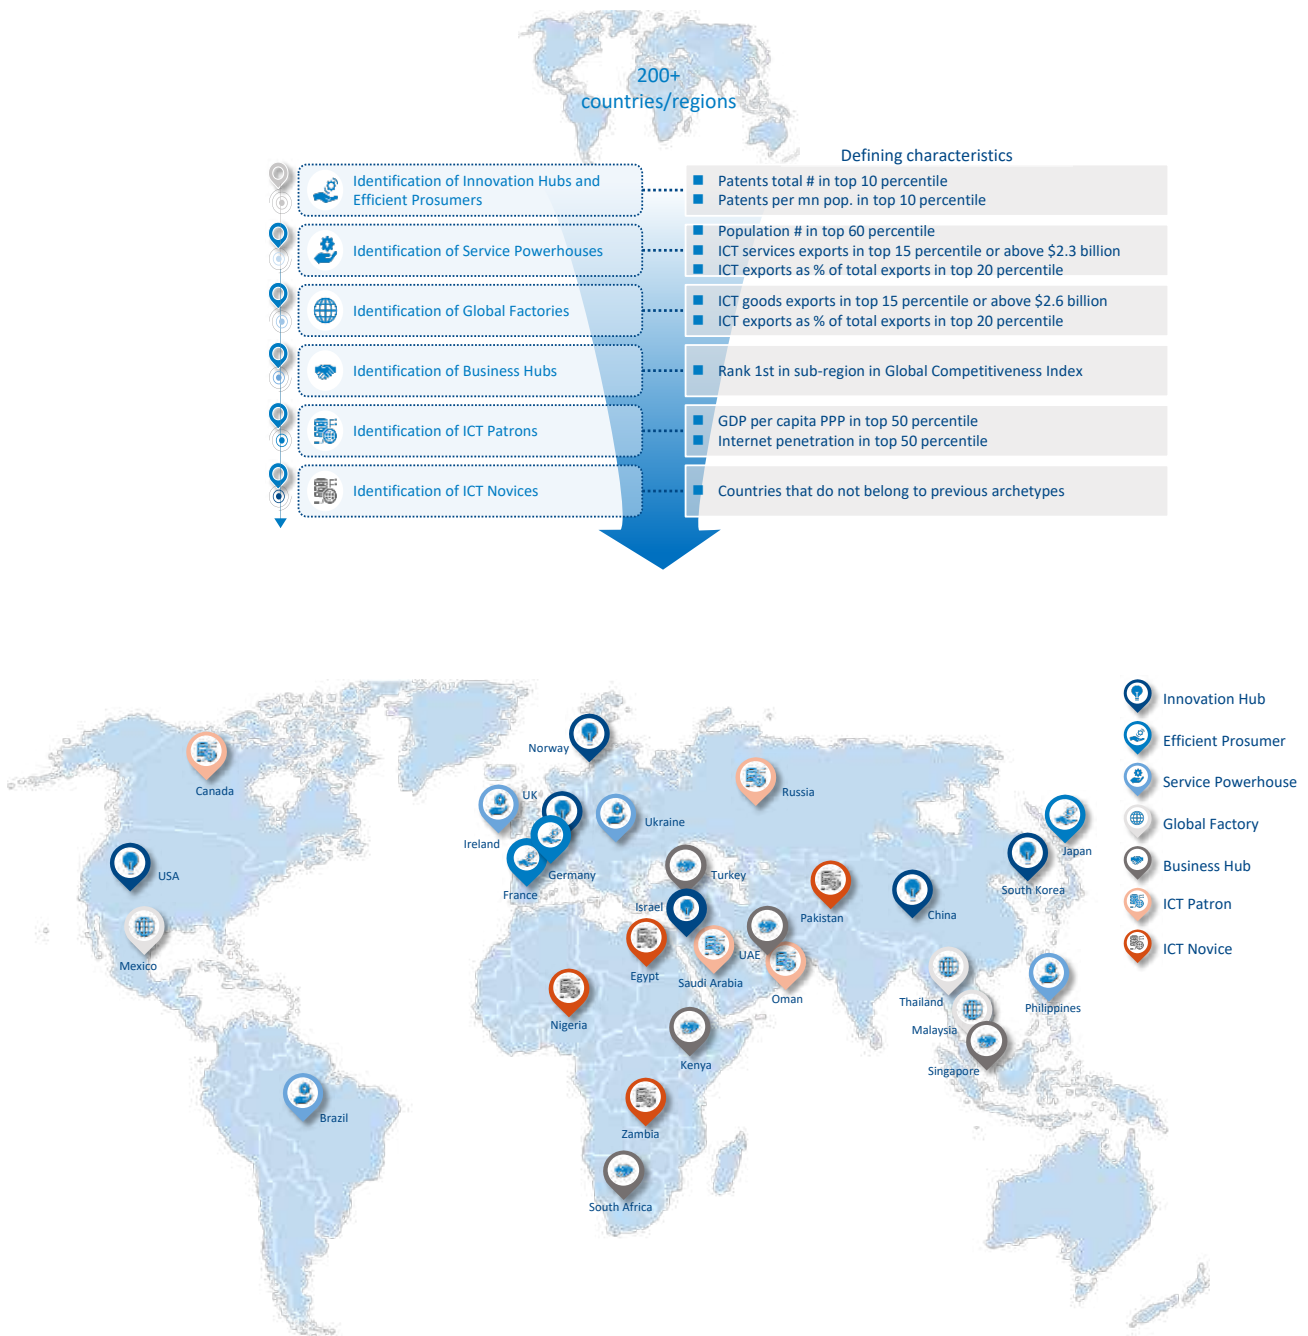 200+
countries/regions
Defining characteristics
Identification of Innovation Hubs and
Efficient Prosumers
Patents total # in top 10 percentile
Patents per mn pop. in top 10 percentile
Identification of Service Powerhouses
Population # in top 60 percentile
ICT services exports in top 15 percentile or above $2.3 billion
ICT exports as % of total exports in top 20 percentile
Identification of Global Factories
ICT goods exports in top 15 percentile or above $2.6 billion
ICT exports as % of total exports in top 20 percentile
Identification of Business Hubs
Rank 1st in sub-region in Global Competitiveness Index
Identification of ICT Patrons
GDP per capita PPP in top 50 percentile
Internet penetration in top 50 percentile
Identification of ICT Novices
Countries that do not belong to previous archetypes
Innovation Hub
Efficient Prosumer
Service Powerhouse
Global Factory
Business Hub
ICT Patron
ICT Novice
Norway
Canada
Russia
UK
Ukraine
Ireland
Japan
USA
Germany
Turkey
France
South Korea
Israel
Pakistan
China
Mexico
Egypt
UAE
Saudi Arabia
Oman
Thailand
Philippines
Nigeria
Malaysia
Kenya
Singapore
Brazil
Zambia
South Africa